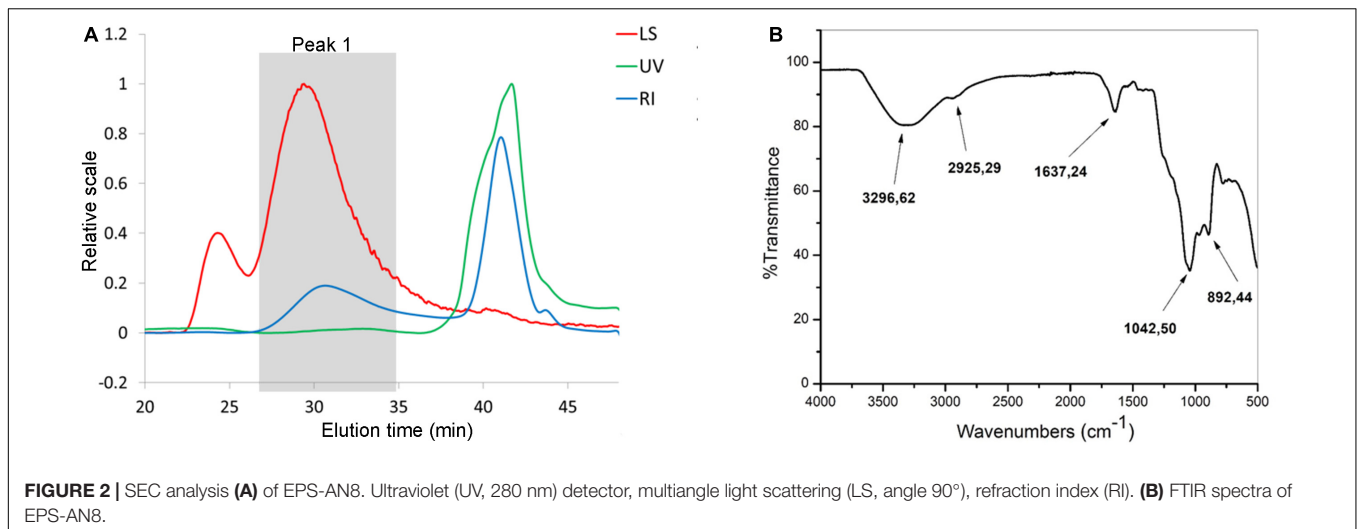 A
Peak 1
LS
UV
RI
1.2
1
0.8
0.6
0.4
0.2
0
-0.2
Relative scale
20 25 30 35 40 45
Elution time (min)
B
100
80
60
40
20
0
%Transmittance
3296,62
2925,29
1637,24
1042,50
892,44
4000 3500 3000 2500 2000 1500 1000 500
Wavenumbers (cm-1)
FIGURE 2 | SEC analysis (A) of EPS-AN8. Ultraviolet (UV, 280 nm) detector, multiangle light scattering (LS, angle 90°), refraction index (RI). (B) FTIR spectra of
EPS-AN8.